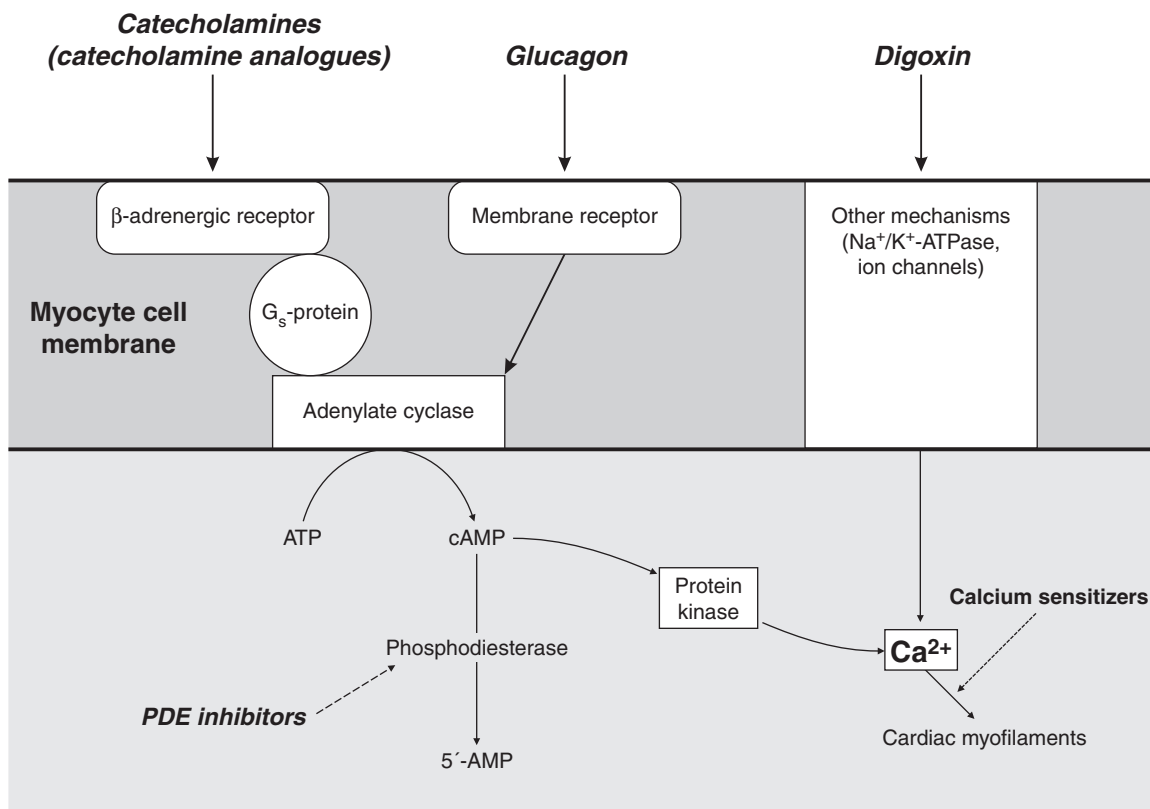 Catecholamines
(catecholamine analogues)
Glucagon
Digoxin
β-adrenergic receptor
Membrane receptor
Other mechanisms
(Na⁺/K⁺-ATPase,
ion channels)
Gₛ-protein
Myocyte cell
membrane
Adenylate cyclase
ATP
cAMP
Protein
kinase
Calcium sensitizers
Ca²⁺
Phosphodiesterase
PDE inhibitors
Cardiac myofilaments
5´-AMP